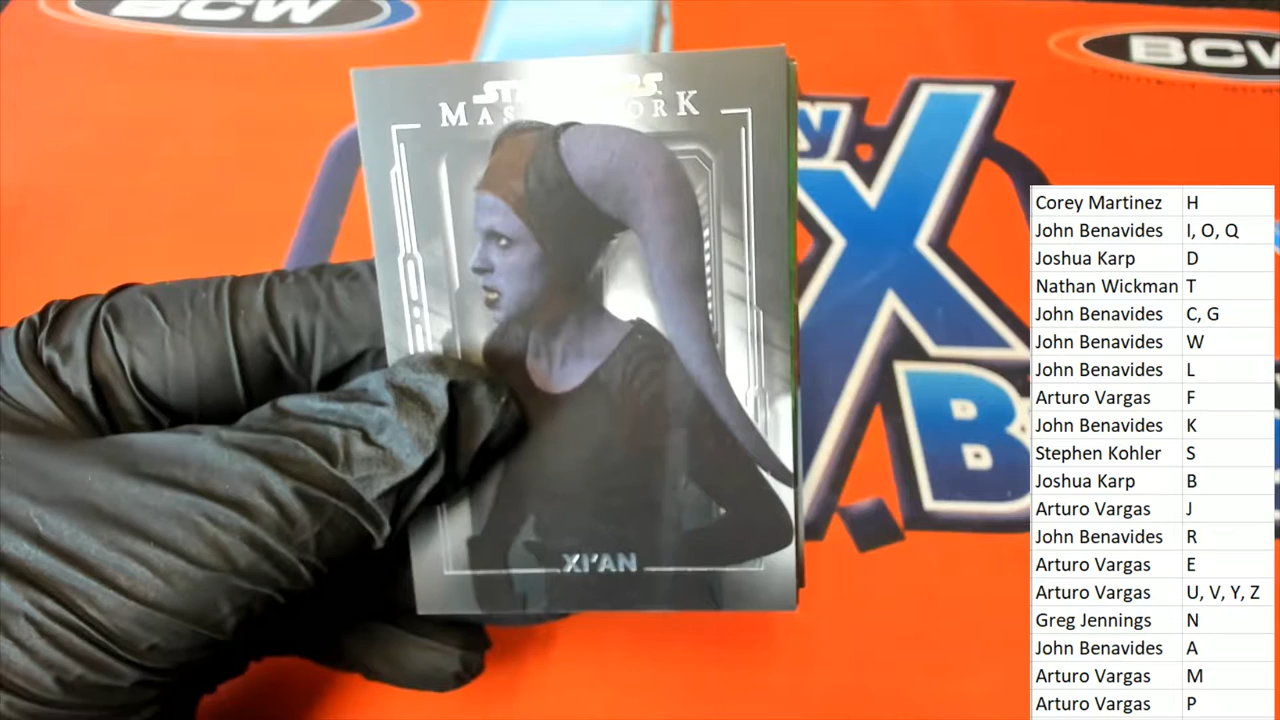 BCW
BCW
STAR WARS
MASTERWORK
XI'AN
Corey Martinez H
John Benavides I, O, Q
Joshua Karp D
Nathan Wickman T
John Benavides C, G
John Benavides W
John Benavides L
Arturo Vargas F
John Benavides K
Stephen Kohler S
Joshua Karp B
Arturo Vargas J
John Benavides R
Arturo Vargas E
Arturo Vargas U, V, Y, Z
Greg Jennings N
John Benavides A
Arturo Vargas M
Arturo Vargas P